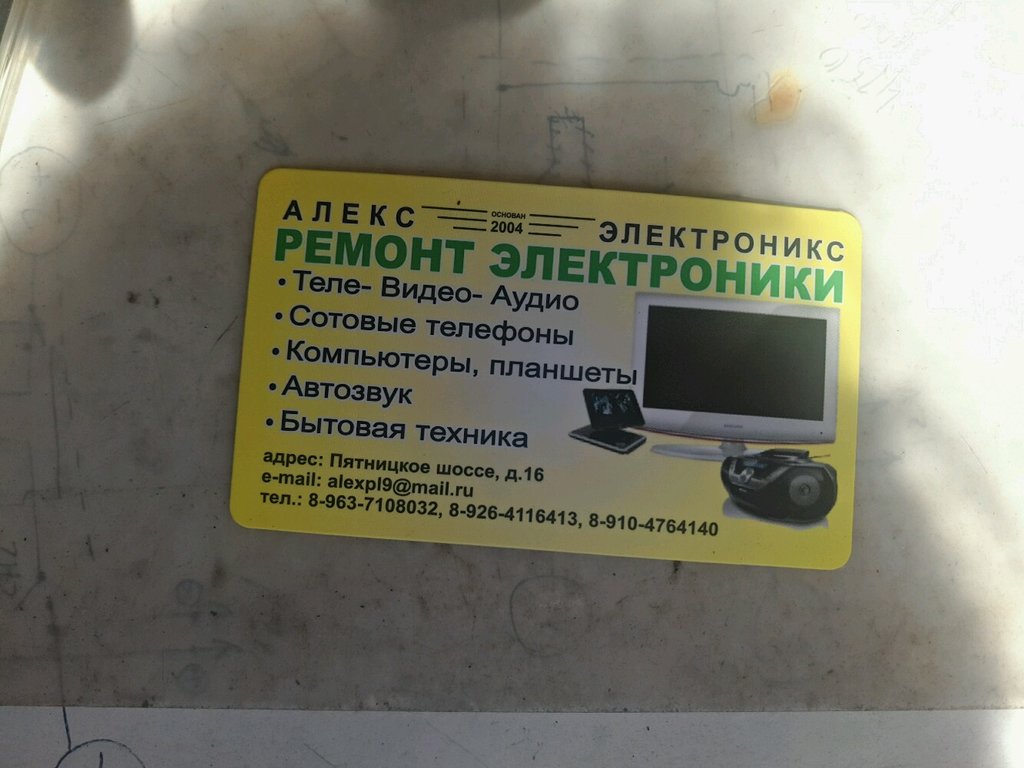 АЛЕКС ОСНОВАН 2004 ЭЛЕКТРОНИКС
РЕМОНТ ЭЛЕКТРОНИКИ
• Теле- Видео- Аудио
• Сотовые телефоны
• Компьютеры, планшеты
• Автозвук
• Бытовая техника
адрес: Пятницкое шоссе, д.16
e-mail: alexpl9@mail.ru
тел.: 8-963-7108032, 8-926-4116413, 8-910-4764140